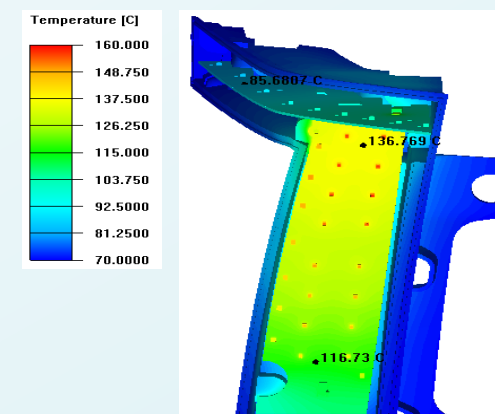 Temperature [C]
160.000
148.750
137.500
126.250
115.000
103.750
92.5000
81.2500
70.0000
85.6807 C
136.769 C
116.73 C